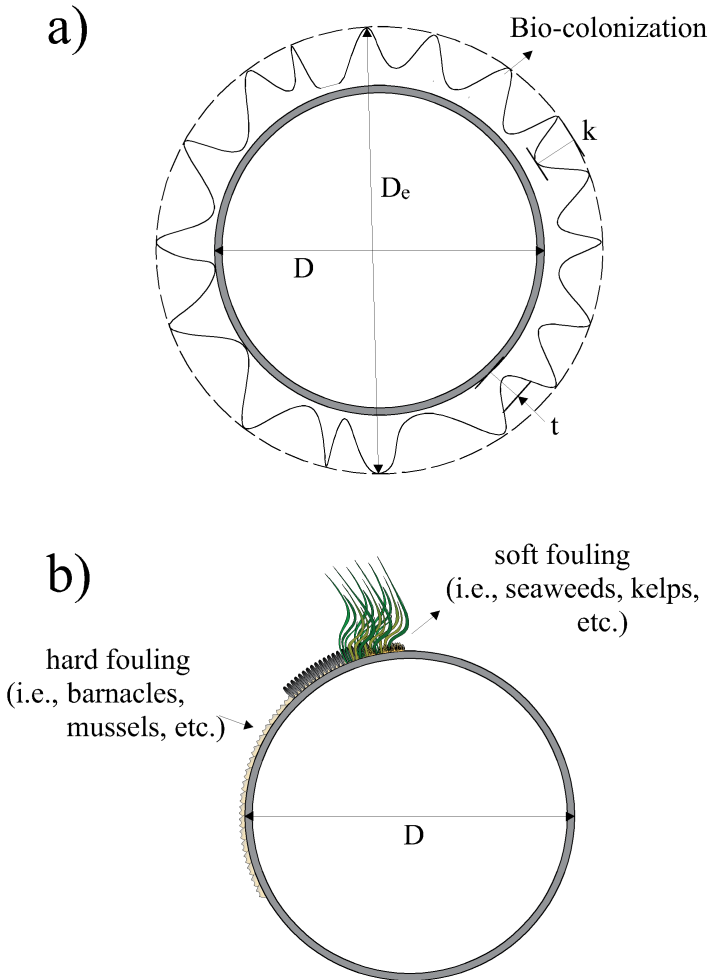 a)
Bio-colonization
k
De
D
t
b)
soft fouling
(i.e., seaweeds, kelps,
etc.)
hard fouling
(i.e., barnacles,
mussels, etc.)
D